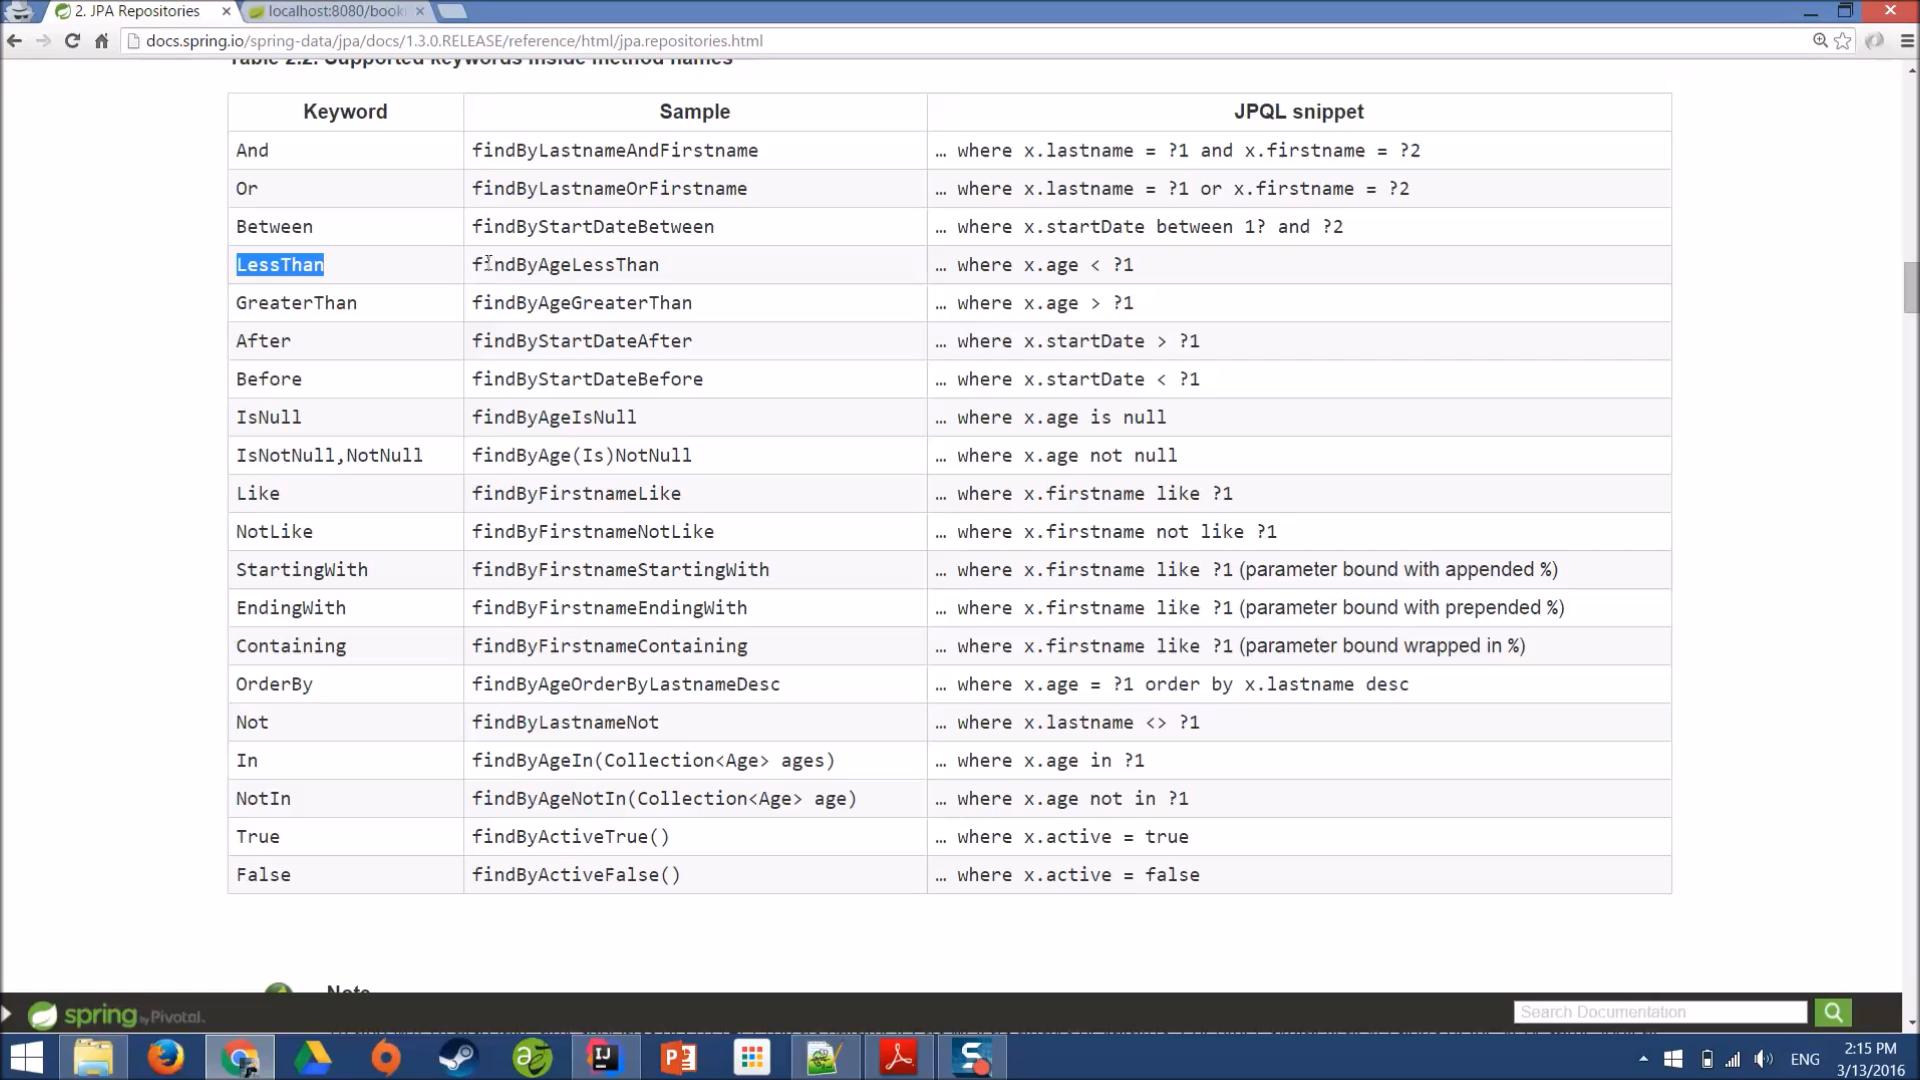 2. JPA Repositories
localhost:8080/book
docs.spring.io/spring-data/jpa/docs/1.3.0.RELEASE/reference/html/jpa.repositories.html
Table 2.2. Supported keywords inside method names
Keyword Sample JPQL snippet
And findByLastnameAndFirstname … where x.lastname = ?1 and x.firstname = ?2
Or findByLastnameOrFirstname … where x.lastname = ?1 or x.firstname = ?2
Between findByStartDateBetween … where x.startDate between 1? and ?2
LessThan findByAgeLessThan … where x.age < ?1
GreaterThan findByAgeGreaterThan … where x.age > ?1
After findByStartDateAfter … where x.startDate > ?1
Before findByStartDateBefore … where x.startDate < ?1
IsNull findByAgeIsNull … where x.age is null
IsNotNull,NotNull findByAge(Is)NotNull … where x.age not null
Like findByFirstnameLike … where x.firstname like ?1
NotLike findByFirstnameNotLike … where x.firstname not like ?1
StartingWith findByFirstnameStartingWith … where x.firstname like ?1 (parameter bound with appended %)
EndingWith findByFirstnameEndingWith … where x.firstname like ?1 (parameter bound with prepended %)
Containing findByFirstnameContaining … where x.firstname like ?1 (parameter bound wrapped in %)
OrderBy findByAgeOrderByLastnameDesc … where x.age = ?1 order by x.lastname desc
Not findByLastnameNot … where x.lastname <> ?1
In findByAgeIn(Collection<Age> ages) … where x.age in ?1
NotIn findByAgeNotIn(Collection<Age> age) … where x.age not in ?1
True findByActiveTrue() … where x.active = true
False findByActiveFalse() … where x.active = false
Note
spring by Pivotal.
Search Documentation
ENG
2:15 PM
3/13/2016